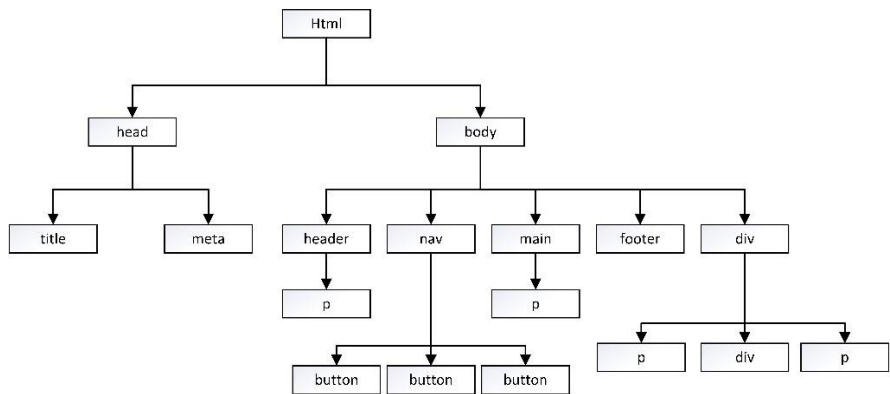 Html
head
body
title
meta
header
nav
main
footer
div
p
p
p
div
p
button
button
button